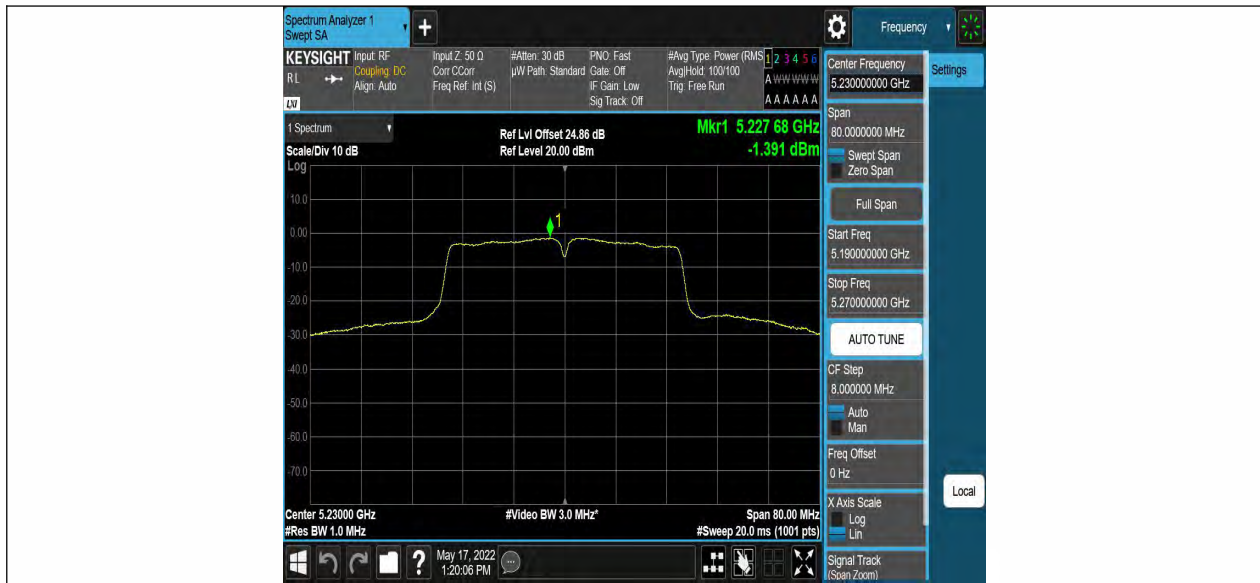 Spectrum Analyzer 1
Swept SA
+
Frequency
KEYSIGHT
RL
LXI
Input: RF
Coupling: DC
Align: Auto
Input Z: 50 Ω
Corr CCorr
Freq Ref: Int (S)
#Atten: 30 dB
µW Path: Standard
PNO: Fast
Gate: Off
IF Gain: Low
Sig Track: Off
#Avg Type: Power (RMS
Avg|Hold: 100/100
Trig: Free Run
1 2 3 4 5 6
A W W W W W
A A A A A A
1 Spectrum
Scale/Div 10 dB
Ref Lvl Offset 24.86 dB
Ref Level 20.00 dBm
Mkr1 5.227 68 GHz
-1.391 dBm
Log
10.0
0.00
-10.0
-20.0
-30.0
-40.0
-50.0
-60.0
-70.0
1
Center 5.23000 GHz
#Res BW 1.0 MHz
#Video BW 3.0 MHz*
Span 80.00 MHz
#Sweep 20.0 ms (1001 pts)
Center Frequency
5.230000000 GHz
Settings
Span
80.0000000 MHz
Swept Span
Zero Span
Full Span
Start Freq
5.190000000 GHz
Stop Freq
5.270000000 GHz
AUTO TUNE
CF Step
8.000000 MHz
Auto
Man
Freq Offset
0 Hz
X Axis Scale
Log
Lin
Signal Track
(Span Zoom)
Local
?
May 17, 2022
1:20:06 PM